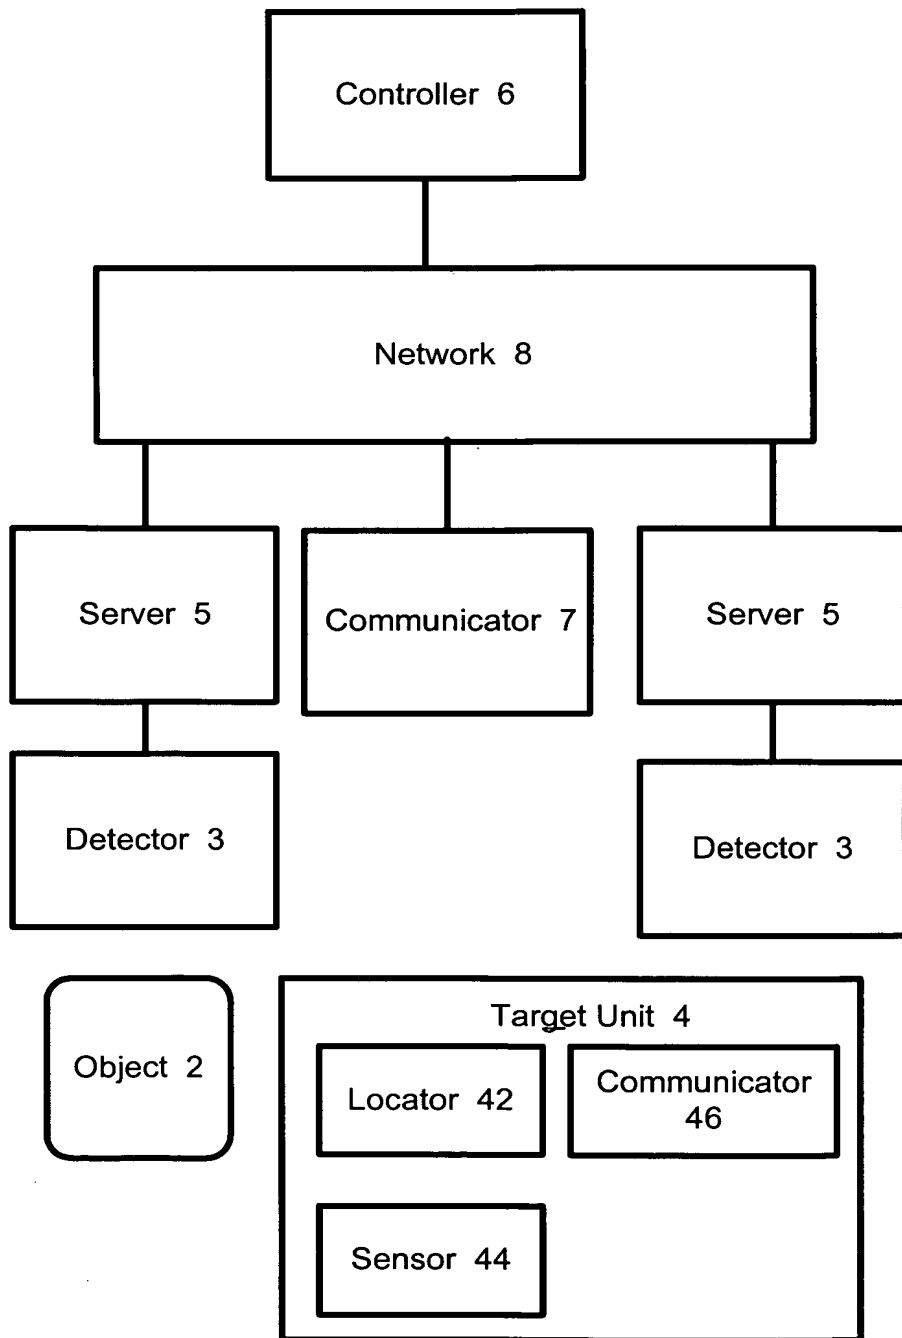 Controller 6
Network 8
Server 5
Communicator 7
Server 5
Detector 3
Detector 3
Object 2
Target Unit 4
Locator 42
Communicator
46
Sensor 44